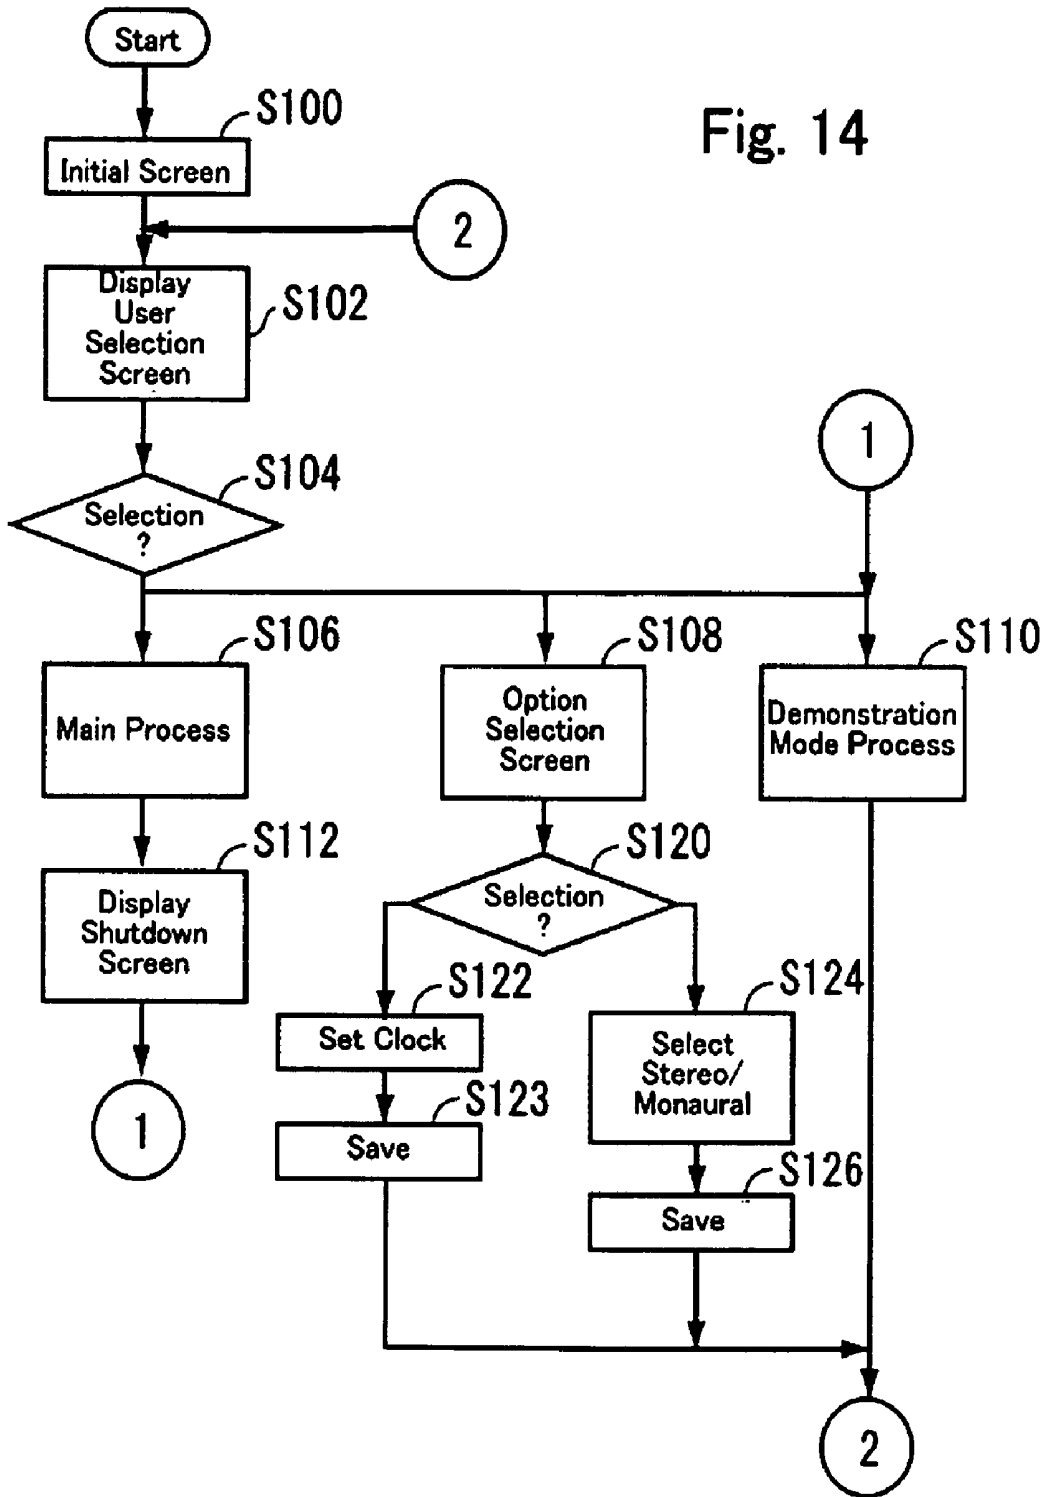 Start
S100
Fig. 14
Initial Screen
2
Display
User
Selection
Screen
S102
1
S104
Selection
?
S106
S108
S110
Main Process
Option
Selection
Screen
Demonstration
Mode Process
S112
S120
Display
Shutdown
Screen
Selection
?
S122
S124
Set Clock
Select
Stereo/
Monaural
S123
1
Save
S126
Save
2